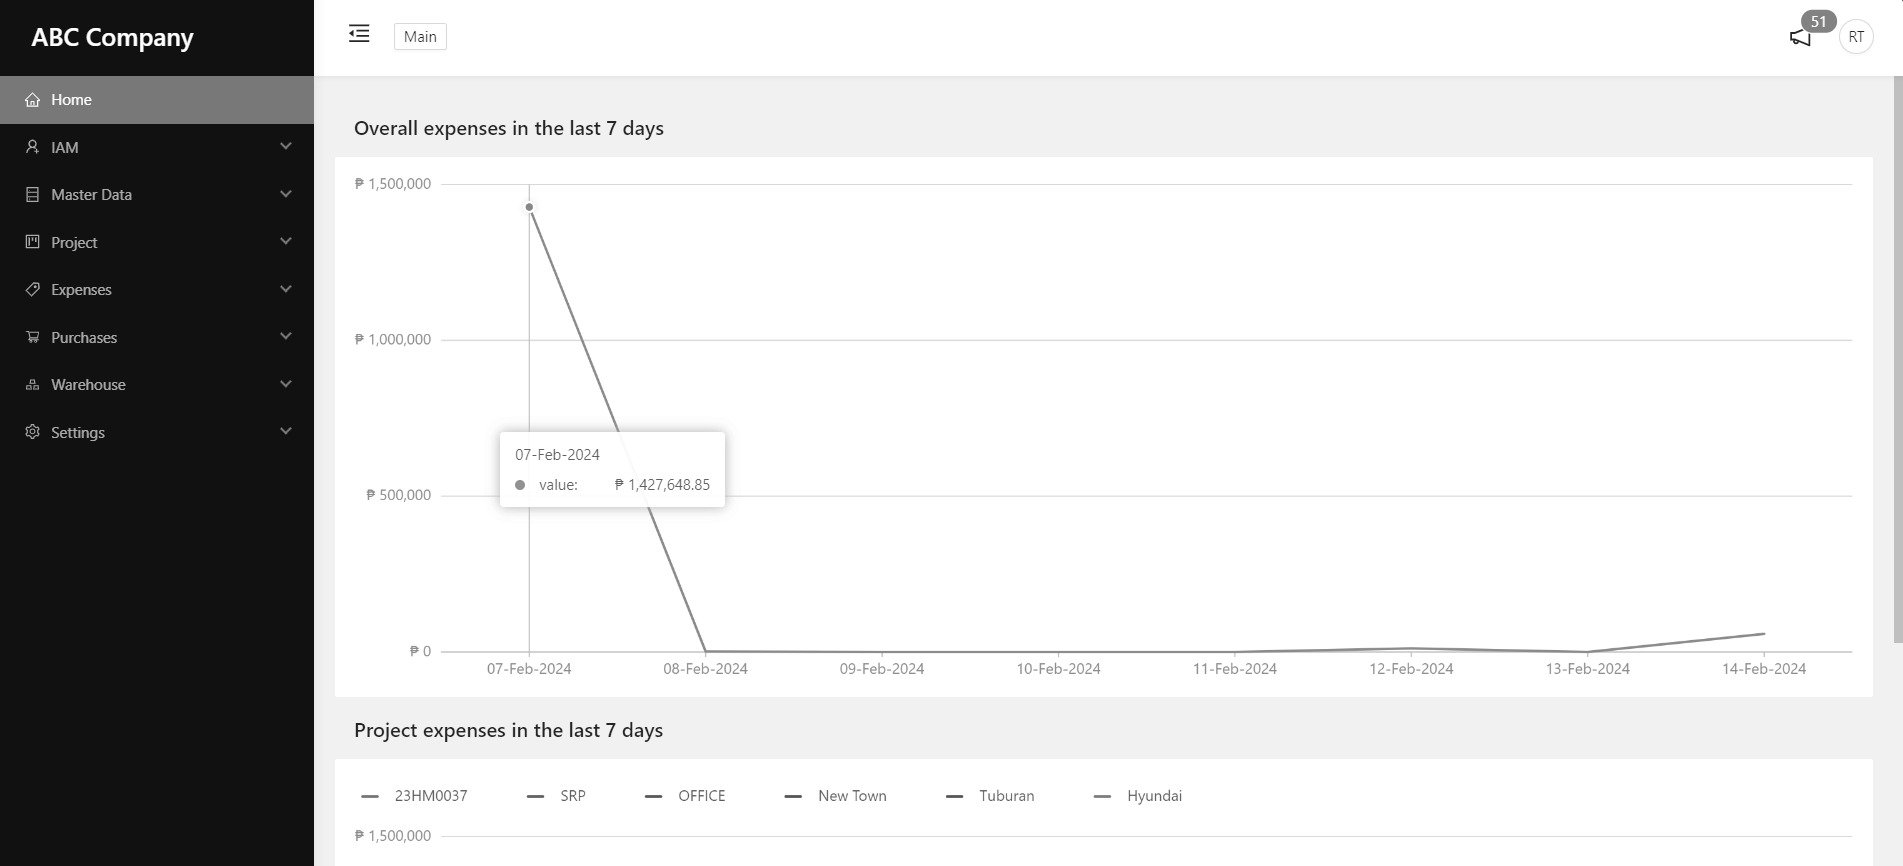 ABC Company
Main
51
RT
Home
IAM
Master Data
Project
Expenses
Purchases
Warehouse
Settings
Overall expenses in the last 7 days
₱ 1,500,000
₱ 1,000,000
₱ 500,000
₱ 0
07-Feb-2024
value: ₱ 1,427,648.85
07-Feb-2024 08-Feb-2024 09-Feb-2024 10-Feb-2024 11-Feb-2024 12-Feb-2024 13-Feb-2024 14-Feb-2024
Project expenses in the last 7 days
23HM0037 SRP OFFICE New Town Tuburan Hyundai
₱ 1,500,000